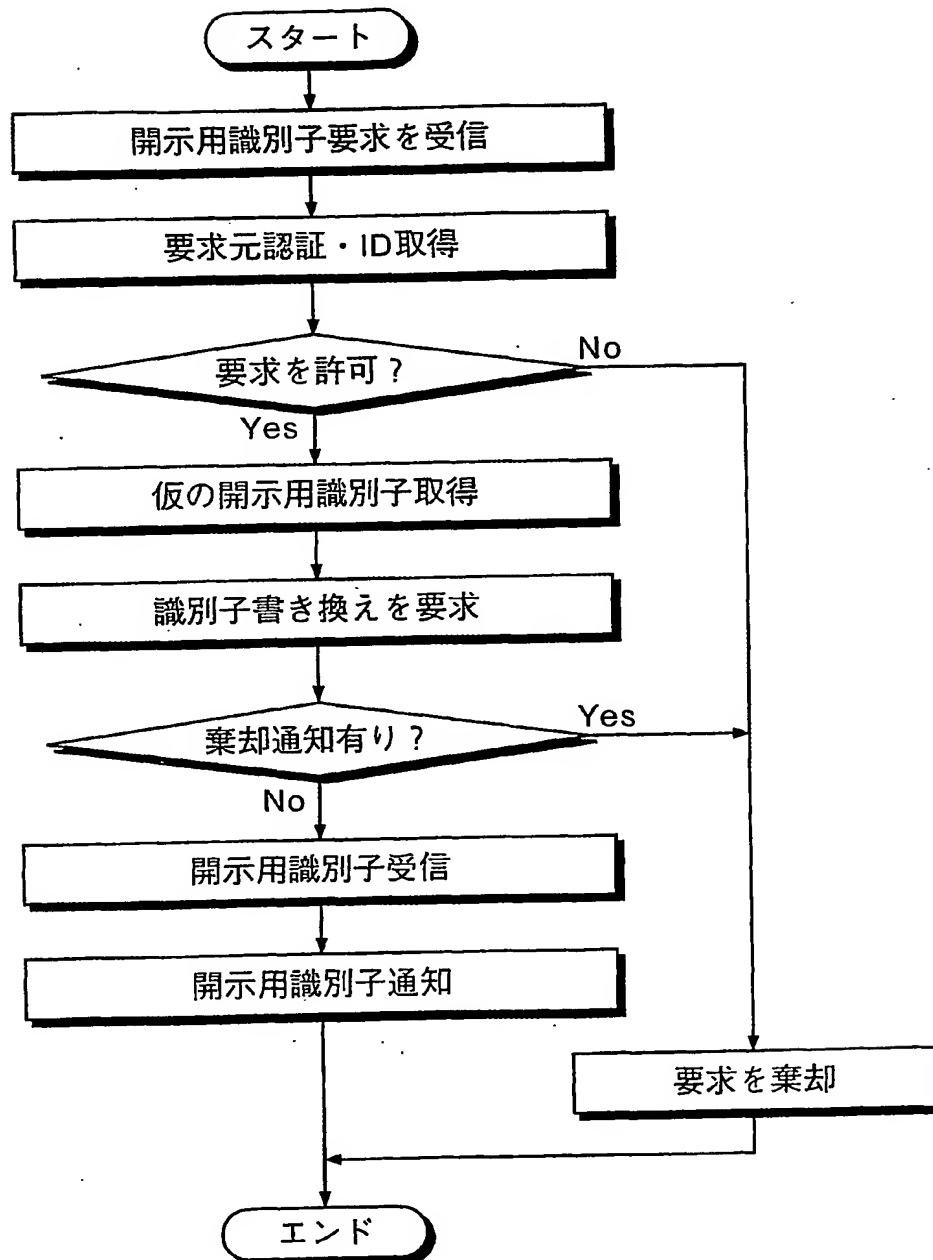 スタート
開示用識別子要求を受信
要求元認証・ID取得
要求を許可？
No
Yes
仮の開示用識別子取得
識別子書き換えを要求
棄却通知有り？
Yes
No
開示用識別子受信
開示用識別子通知
要求を棄却
エンド